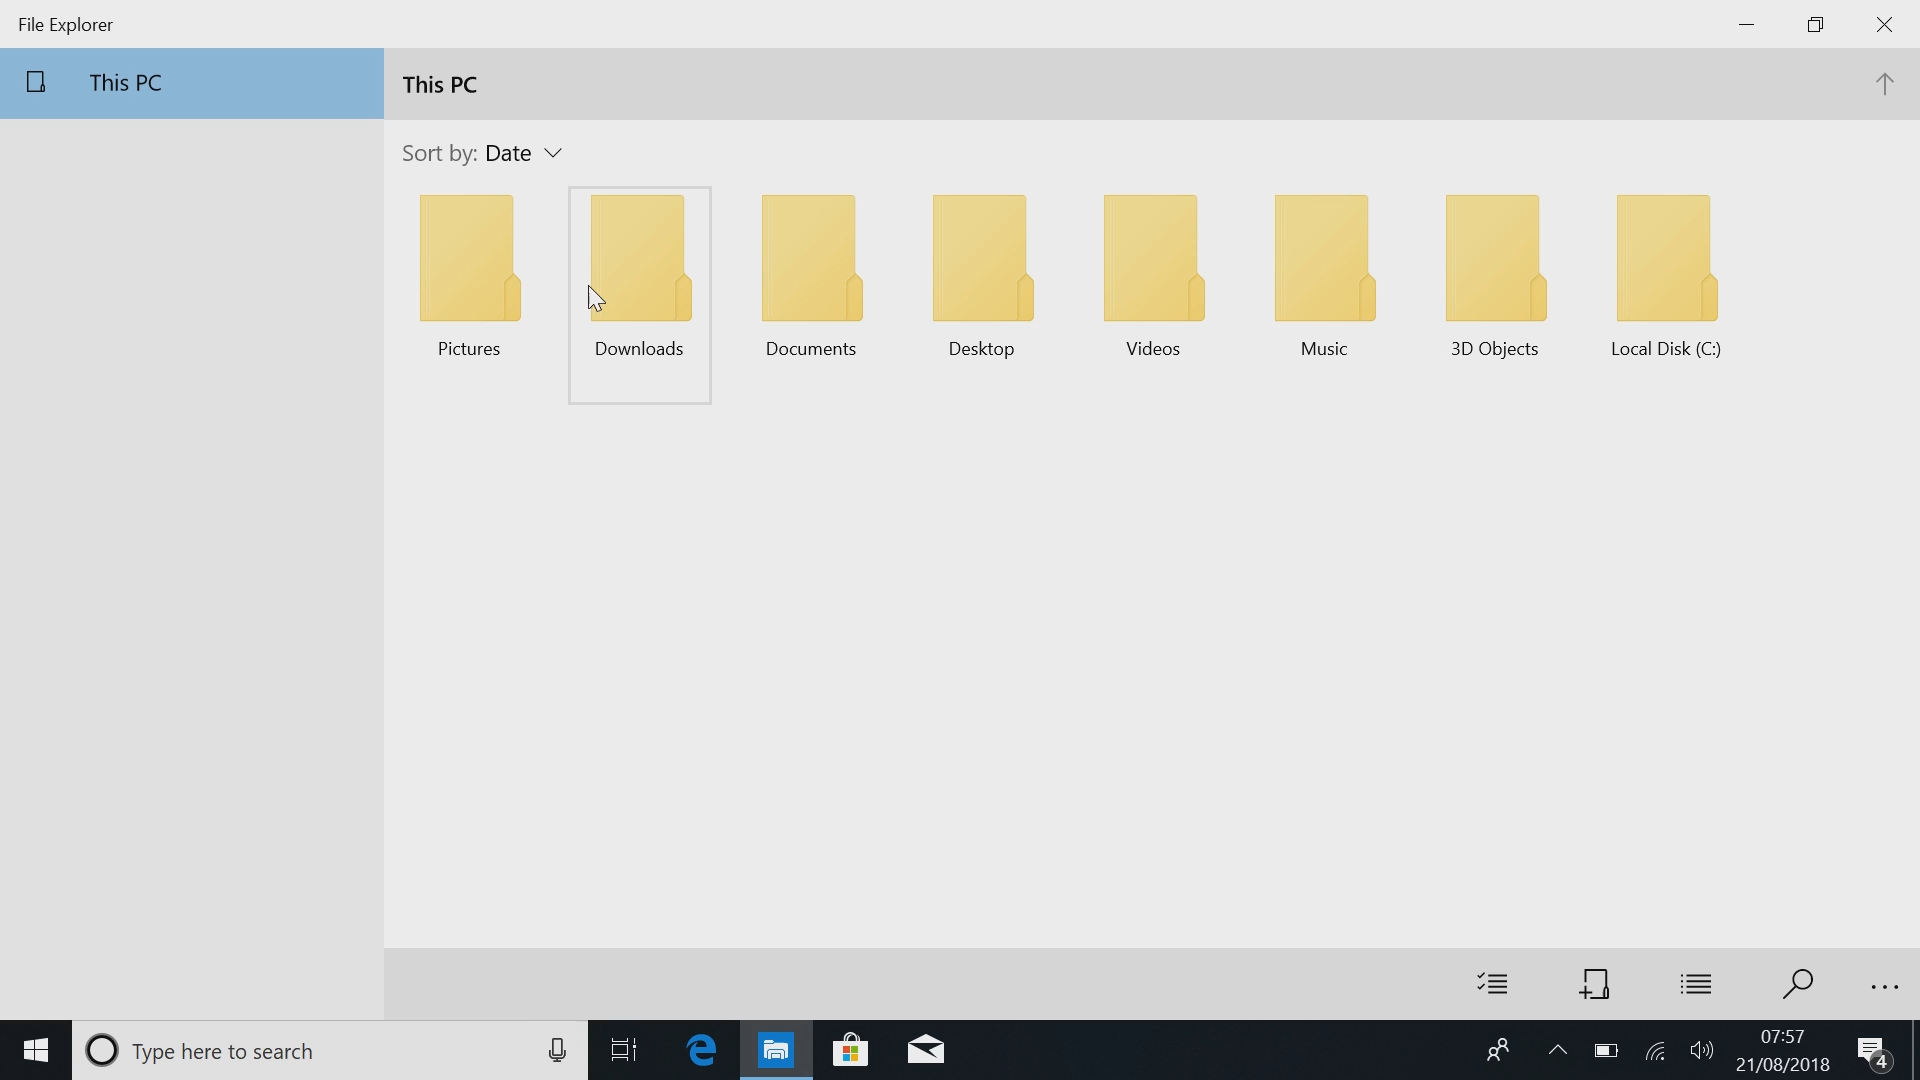 File Explorer
This PC
This PC
Sort by: Date
Pictures
Downloads
Documents
Desktop
Videos
Music
3D Objects
Local Disk (C:)
Type here to search
07:57
21/08/2018
4